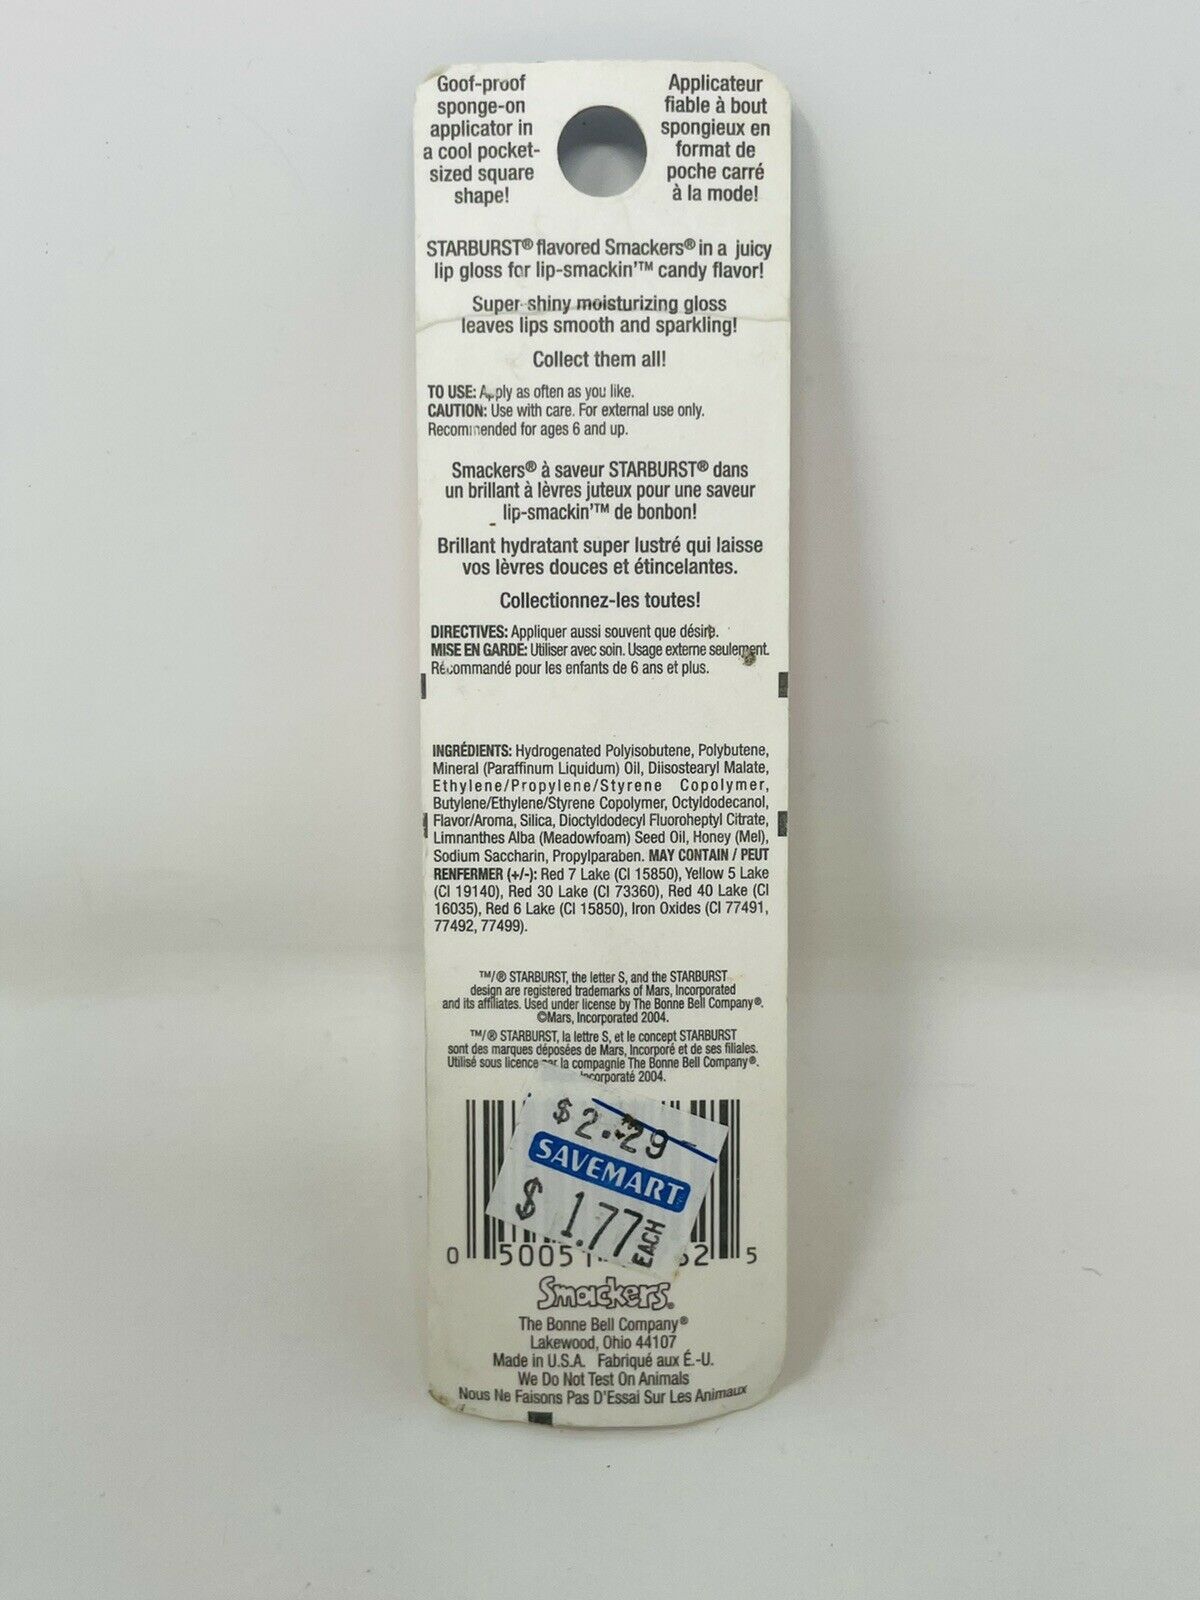 Goof-proof
sponge-on
applicator in
a cool pocket-
sized square
shape!
Applicateur
fiable à bout
spongieux en
format de
poche carré
à la mode!
STARBURST® flavored Smackers® in a juicy
lip gloss for lip-smackin'™ candy flavor!
Super shiny moisturizing gloss
leaves lips smooth and sparkling!
Collect them all!
TO USE: Apply as often as you like.
CAUTION: Use with care. For external use only.
Recommended for ages 6 and up.
Smackers® à saveur STARBURST® dans
un brillant à lèvres juteux pour une saveur
lip-smackin'™ de bonbon!
Brillant hydratant super lustré qui laisse
vos lèvres douces et étincelantes.
Collectionnez-les toutes!
DIRECTIVES: Appliquer aussi souvent que désiré.
MISE EN GARDE: Utiliser avec soin. Usage externe seulement.
Récommandé pour les enfants de 6 ans et plus.
INGRÉDIENTS: Hydrogenated Polyisobutene, Polybutene,
Mineral (Paraffinum Liquidum) Oil, Diisostearyl Malate,
Ethylene/Propylene/Styrene Copolymer,
Butylene/Ethylene/Styrene Copolymer, Octyldodecanol,
Flavor/Aroma, Silica, Dioctyldodecyl Fluoroheptyl Citrate,
Limnanthes Alba (Meadowfoam) Seed Oil, Honey (Mel),
Sodium Saccharin, Propylparaben. MAY CONTAIN / PEUT
RENFERMER (+/-): Red 7 Lake (CI 15850), Yellow 5 Lake
(CI 19140), Red 30 Lake (CI 73360), Red 40 Lake (CI
16035), Red 6 Lake (CI 15850), Iron Oxides (CI 77491,
77492, 77499).
™/® STARBURST, the letter S, and the STARBURST
design are registered trademarks of Mars, Incorporated
and its affiliates. Used under license by The Bonne Bell Company®.
©Mars, Incorporated 2004.
™/® STARBURST, la lettre S, et le concept STARBURST
sont des marques déposées de Mars, Incorporé et de ses filiales.
Utilisé sous licence par la compagnie The Bonne Bell Company®.
Incorporaté 2004.
$2.29
SAVEMART
$1.77 EACH
0 50051 62 5
Smackers®
The Bonne Bell Company®
Lakewood, Ohio 44107
Made in U.S.A. Fabriqué aux É.-U.
We Do Not Test On Animals
Nous Ne Faisons Pas D'Essai Sur Les Animaux